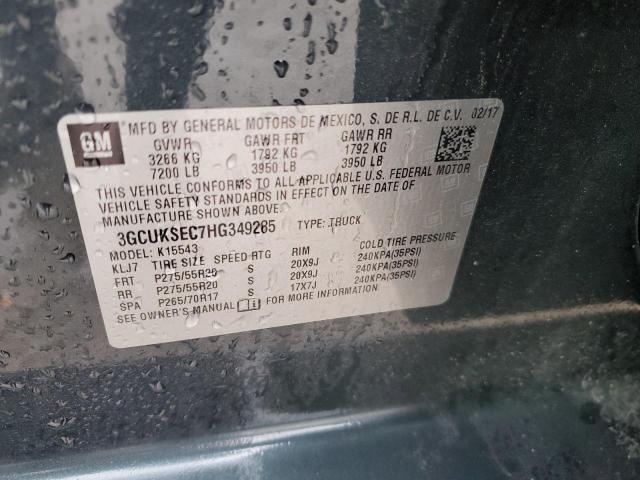 GM
MFD BY GENERAL MOTORS DE MEXICO, S. DE R.L. DE C.V. 02/17
GVWR GAWR FRT GAWR RR
3266 KG 1792 KG 1792 KG
7200 LB 3950 LB 3950 LB
THIS VEHICLE CONFORMS TO ALL APPLICABLE U.S. FEDERAL MOTOR
VEHICLE SAFETY STANDARDS IN EFFECT ON THE DATE OF
MANUFACTURE SHOWN ABOVE.
3GCUKSEC7HG349265 TYPE: TRUCK
MODEL: K15543
KLJ7 TIRE SIZE SPEED RTG RIM COLD TIRE PRESSURE
FRT P275/55R20 S 20X9J 240KPA(35PSI)
RR P275/55R20 S 20X9J 240KPA(35PSI)
SPA P265/70R17 S 17X7J 240KPA(35PSI)
SEE OWNER'S MANUAL FOR MORE INFORMATION